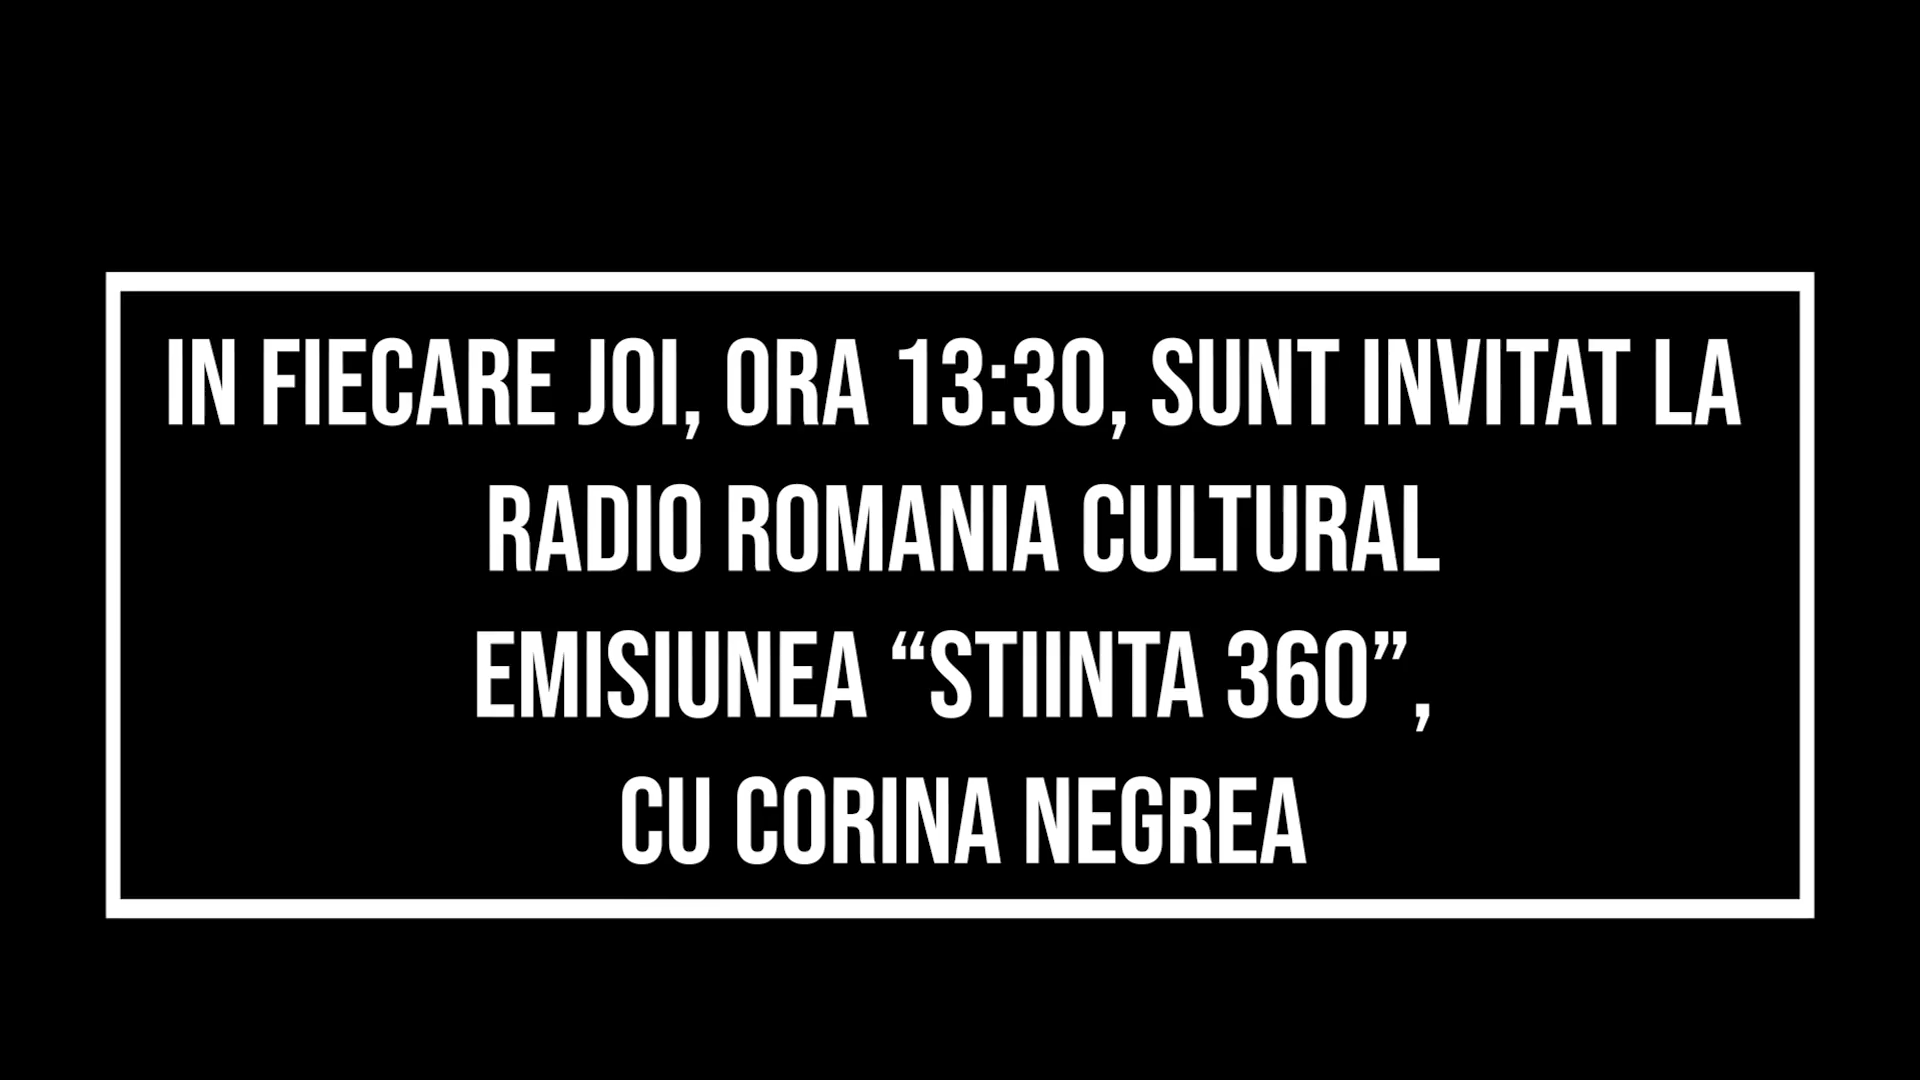 IN FIECARE JOI, ORA 13:30, SUNT INVITAT LA
RADIO ROMANIA CULTURAL
EMISIUNEA “STIINTA 360”,
CU CORINA NEGREA